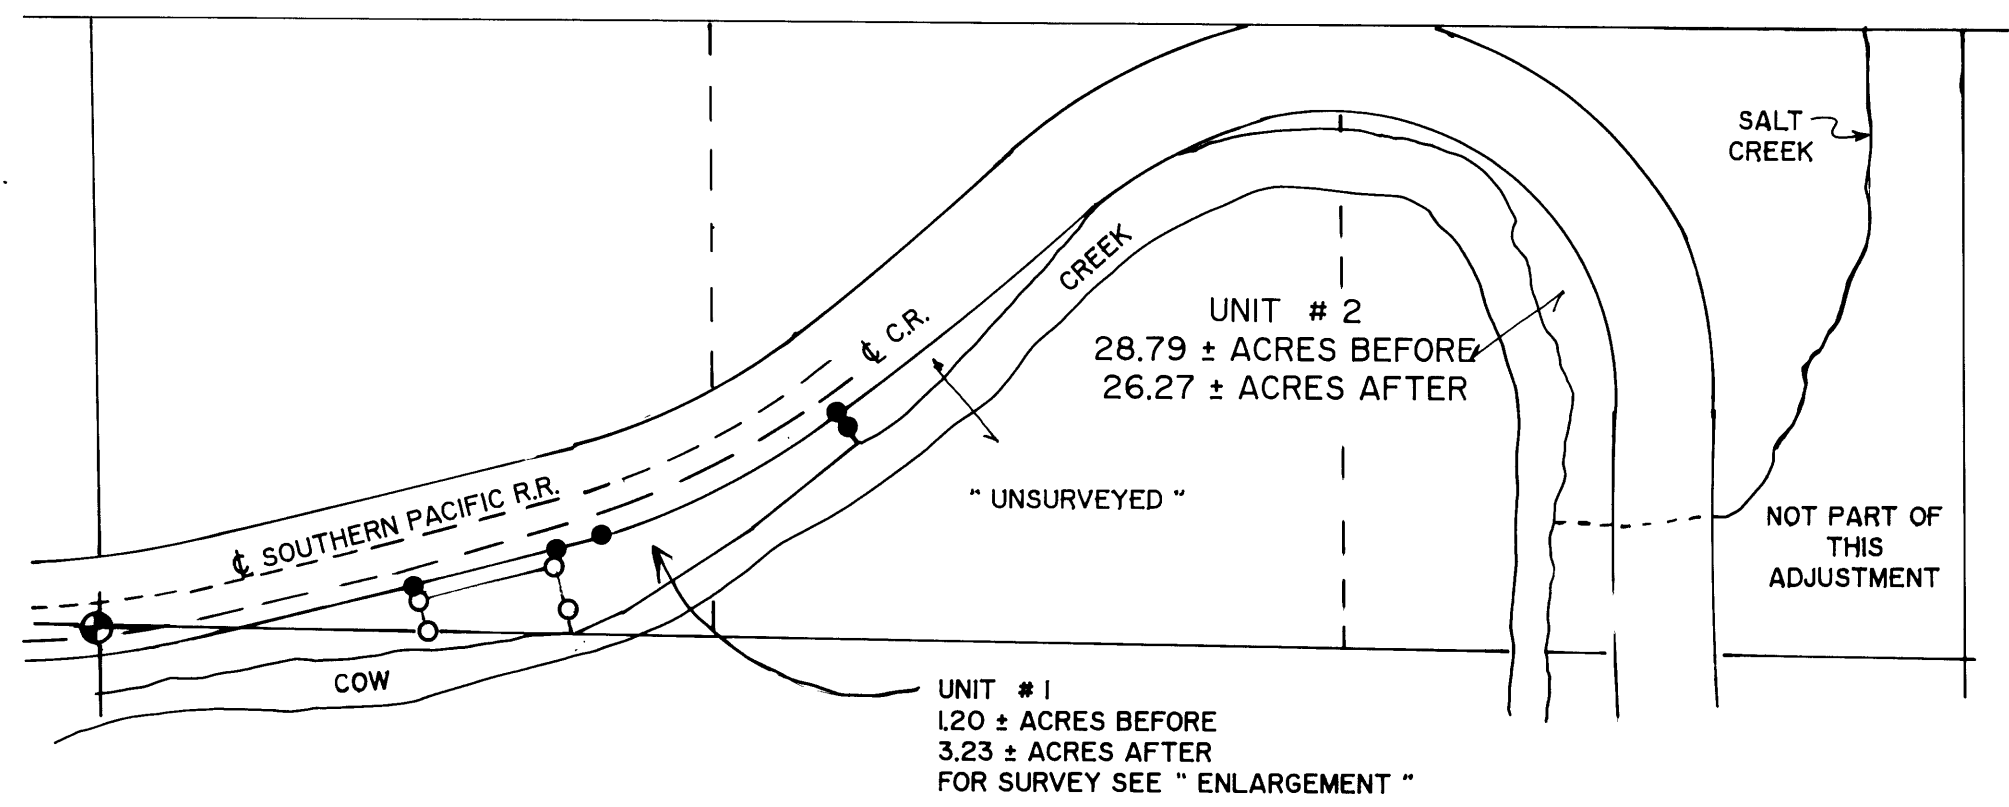 SALT
CREEK
CREEK
UNIT # 2
28.79 ± ACRES BEFORE
26.27 ± ACRES AFTER
℄ C.R.
℄ SOUTHERN PACIFIC R.R.
" UNSURVEYED "
NOT PART OF
THIS
ADJUSTMENT
COW
UNIT # 1
1.20 ± ACRES BEFORE
3.23 ± ACRES AFTER
FOR SURVEY SEE " ENLARGEMENT "